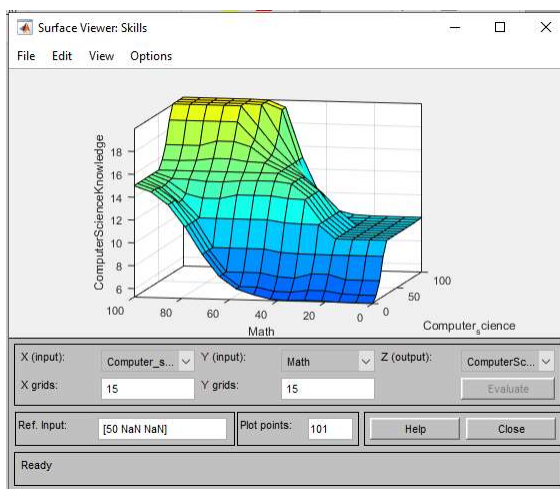 Surface Viewer: Skills
File Edit View Options
ComputerScienceKnowledge
18
16
14
12
10
8
6
100
80
60
40
20
0
Math
0
50
100
Computer_science
X (input): Computer_s... Y (input): Math Z (output): ComputerSc...
X grids: 15 Y grids: 15 Evaluate
Ref. Input: [50 NaN NaN] Plot points: 101 Help Close
Ready